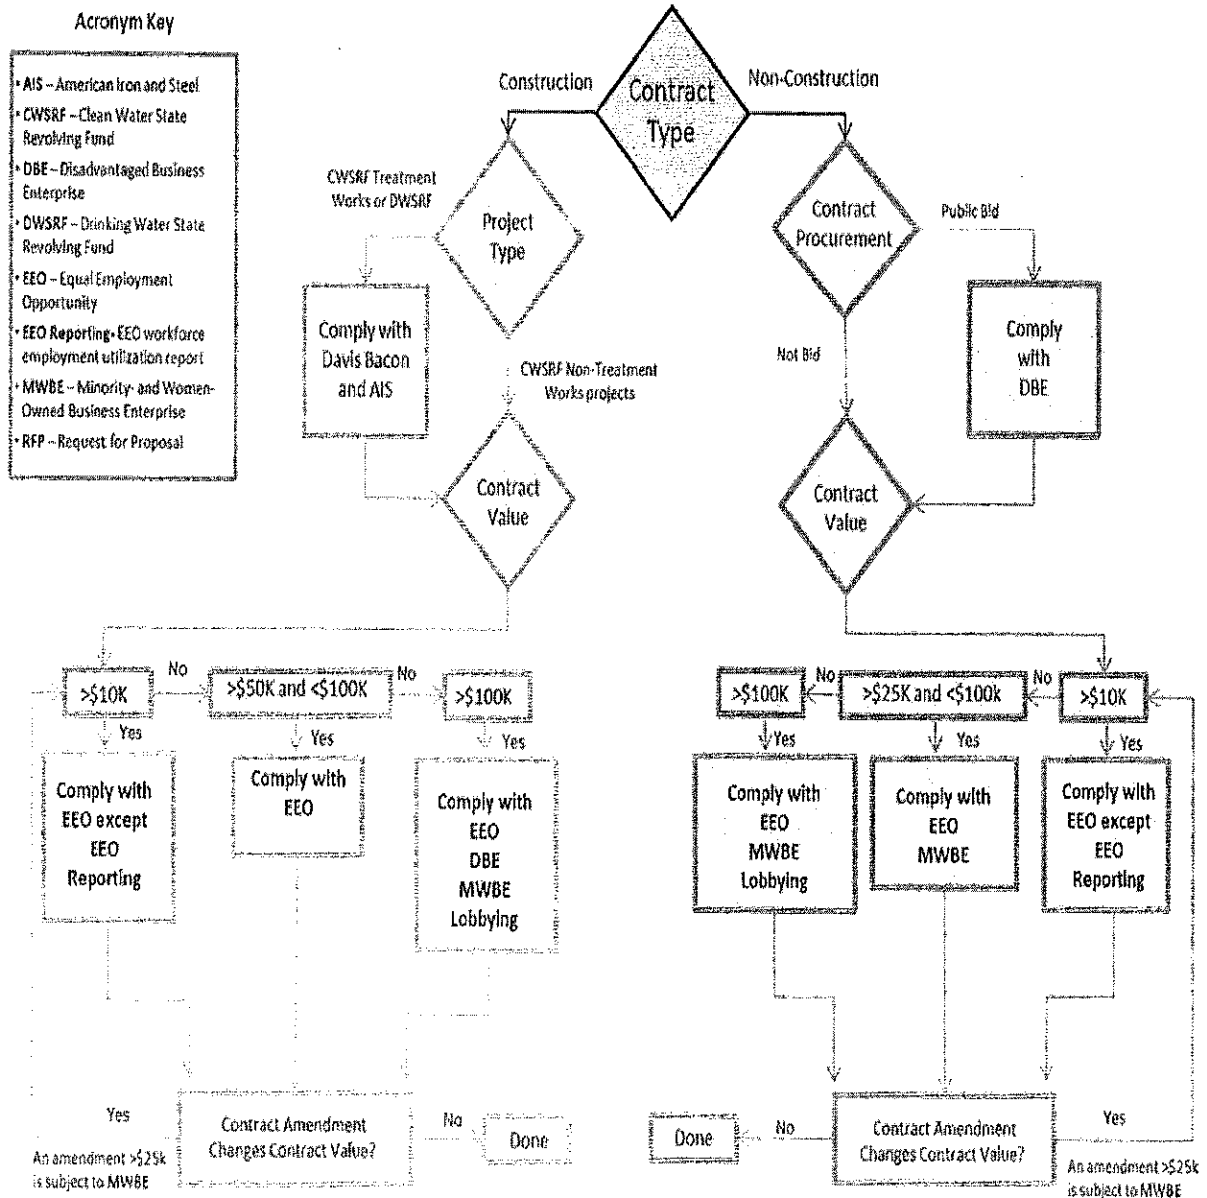 Acronym Key
• AIS – American Iron and Steel
• CWSRF – Clean Water State
Revolving Fund
• DBE – Disadvantaged Business
Enterprise
• DWSRF – Drinking Water State
Revolving Fund
• EEO – Equal Employment
Opportunity
• EEO Reporting- EEO workforce
employment utilization report
• MWBE – Minority- and Women-
Owned Business Enterprise
• RFP – Request for Proposal
Construction
Contract
Type
Non-Construction
CWSRF Treatment
Works or DWSRF
Project
Type
Contract
Procurement
Public Bid
Comply with
Davis Bacon
and AIS
CWSRF Non-Treatment
Works projects
Not Bid
Comply
with
DBE
Contract
Value
Contract
Value
>$10K
No
>$50K and <$100K
No
>$100K
>$100K
No
>$25K and <$100k
No
>$10K
Yes
Yes
Yes
Yes
Yes
Yes
Comply with
EEO except
EEO
Reporting
Comply with
EEO
Comply with
EEO
DBE
MWBE
Lobbying
Comply with
EEO
MWBE
Lobbying
Comply with
EEO
MWBE
Comply with
EEO except
EEO
Reporting
Yes
An amendment >$25k
is subject to MWBE
Contract Amendment
Changes Contract Value?
No
Done
Done
No
Contract Amendment
Changes Contract Value?
Yes
An amendment >$25k
is subject to MWBE